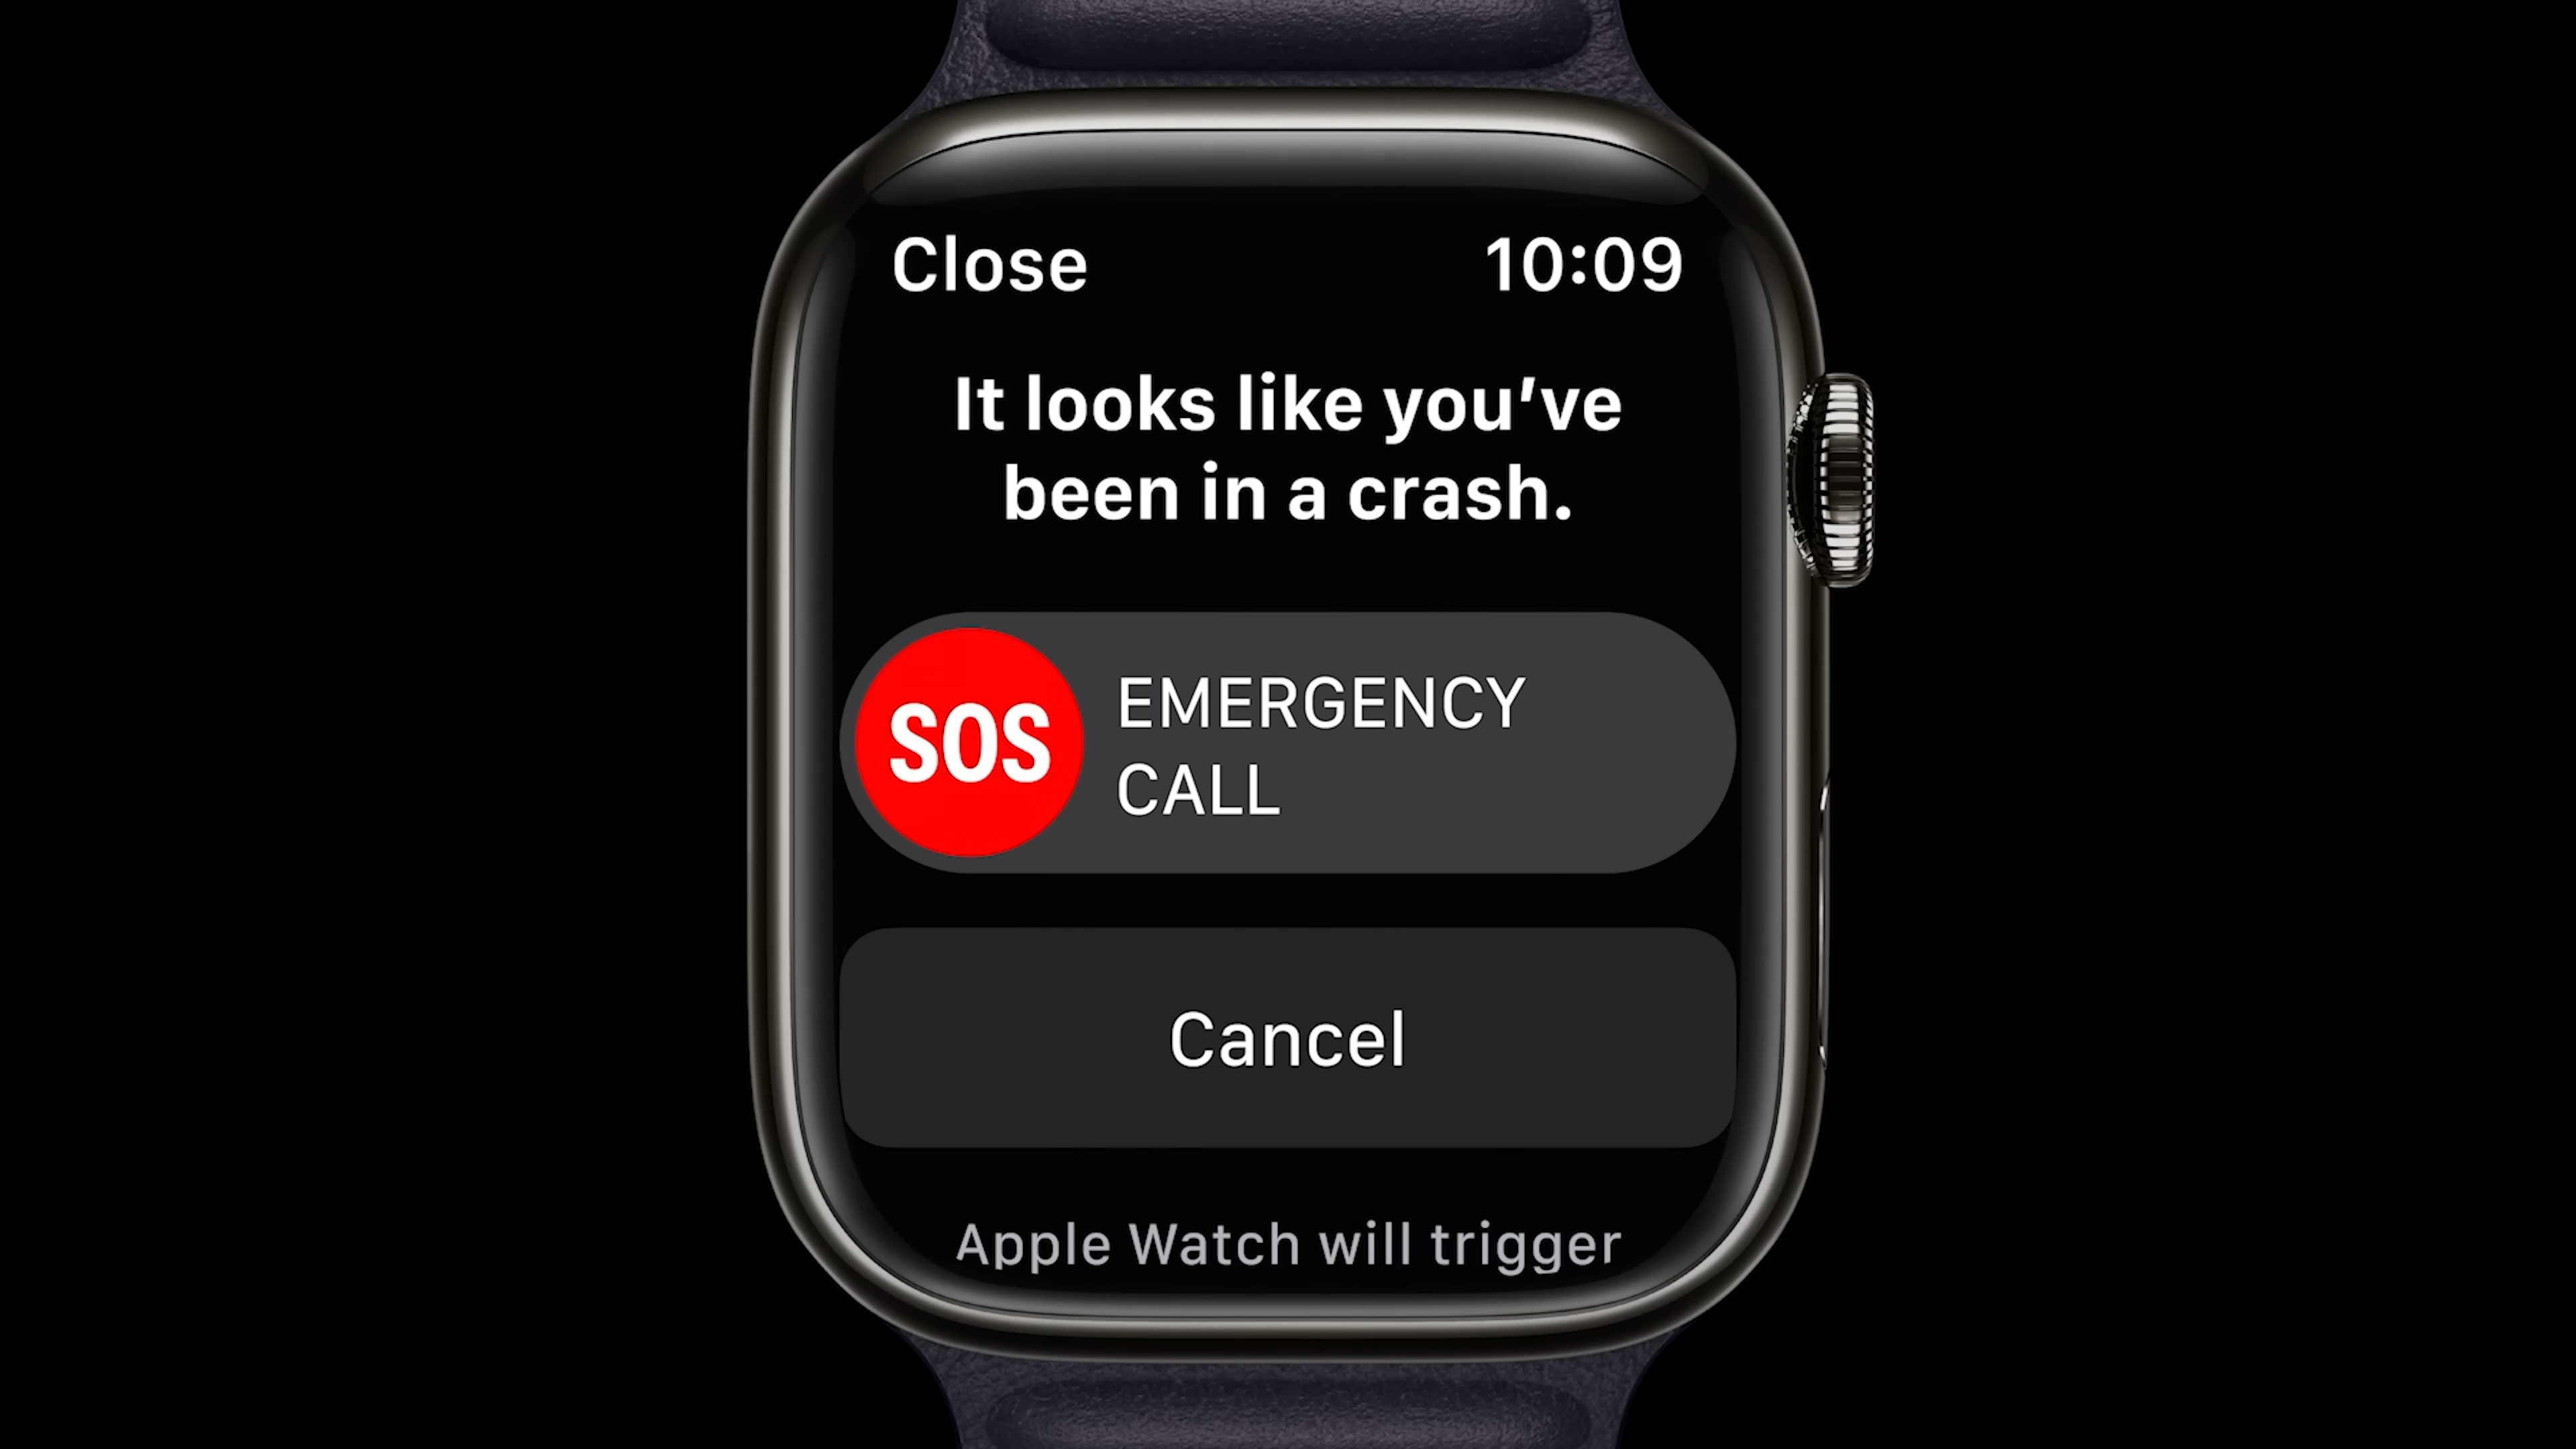 Close 10:09
It looks like you’ve
been in a crash.
SOS EMERGENCY
CALL
Cancel
Apple Watch will trigger